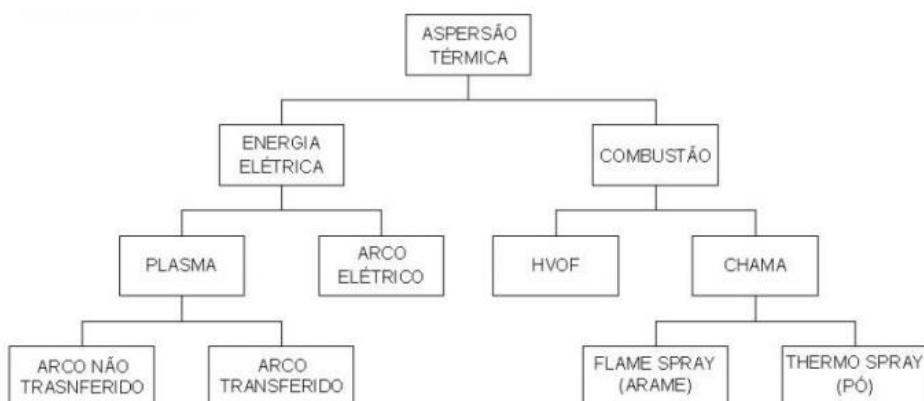 ASPERSÃO
TÉRMICA
ENERGIA
ELÉTRICA
COMBUSTÃO
PLASMA
ARCO
ELÉTRICO
HVOF
CHAMA
ARCO NÃO
TRASNFERIDO
ARCO
TRANSFERIDO
FLAME SPRAY
(ARAME)
THERMO SPRAY
(PÓ)